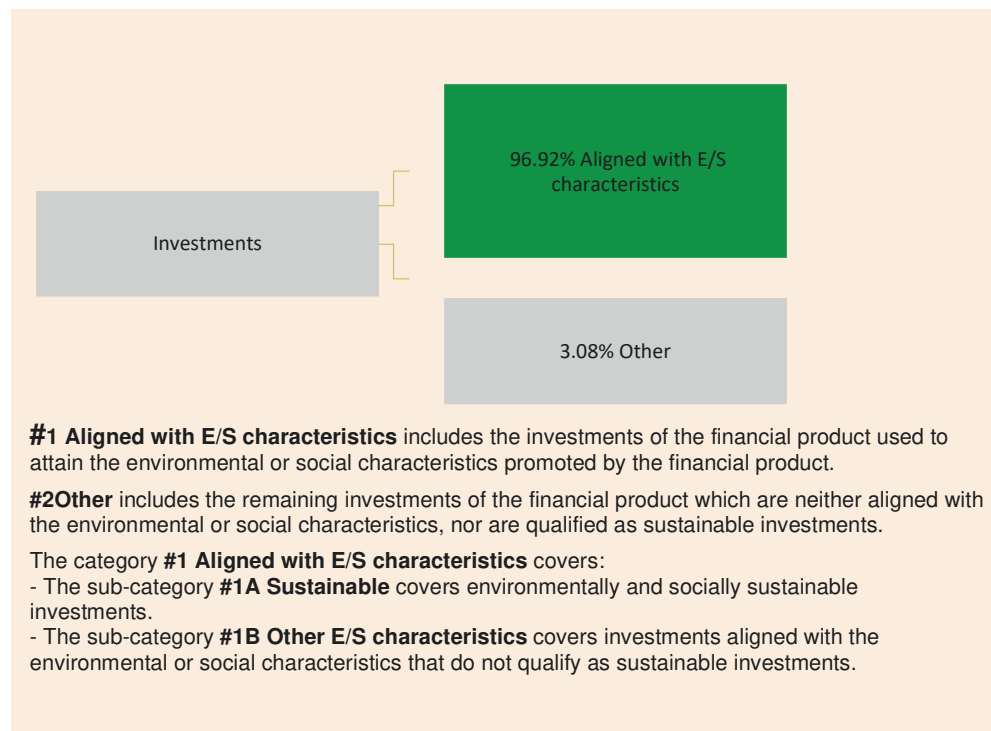 96.92% Aligned with E/S
characteristics
Investments
3.08% Other
#1 Aligned with E/S characteristics includes the investments of the financial product used to
attain the environmental or social characteristics promoted by the financial product.
#2Other includes the remaining investments of the financial product which are neither aligned with
the environmental or social characteristics, nor are qualified as sustainable investments.
The category #1 Aligned with E/S characteristics covers:
- The sub-category #1A Sustainable covers environmentally and socially sustainable
investments.
- The sub-category #1B Other E/S characteristics covers investments aligned with the
environmental or social characteristics that do not qualify as sustainable investments.